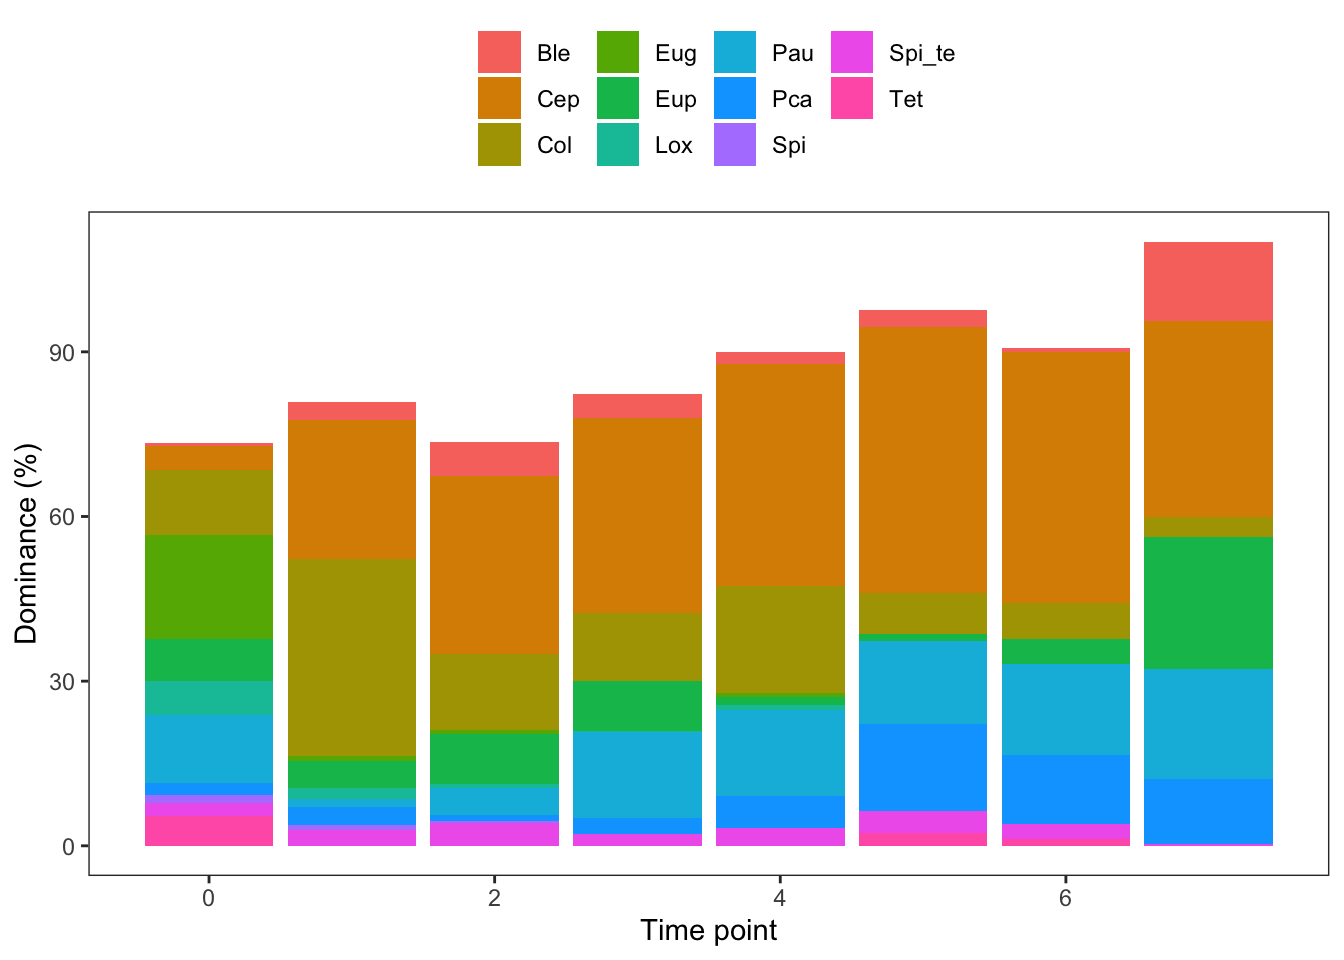 Ble Eug Pau Spi_te
Cep Eup Pca Tet
Col Lox Spi
Dominance (%)
90
60
30
0
0 2 4 6
Time point